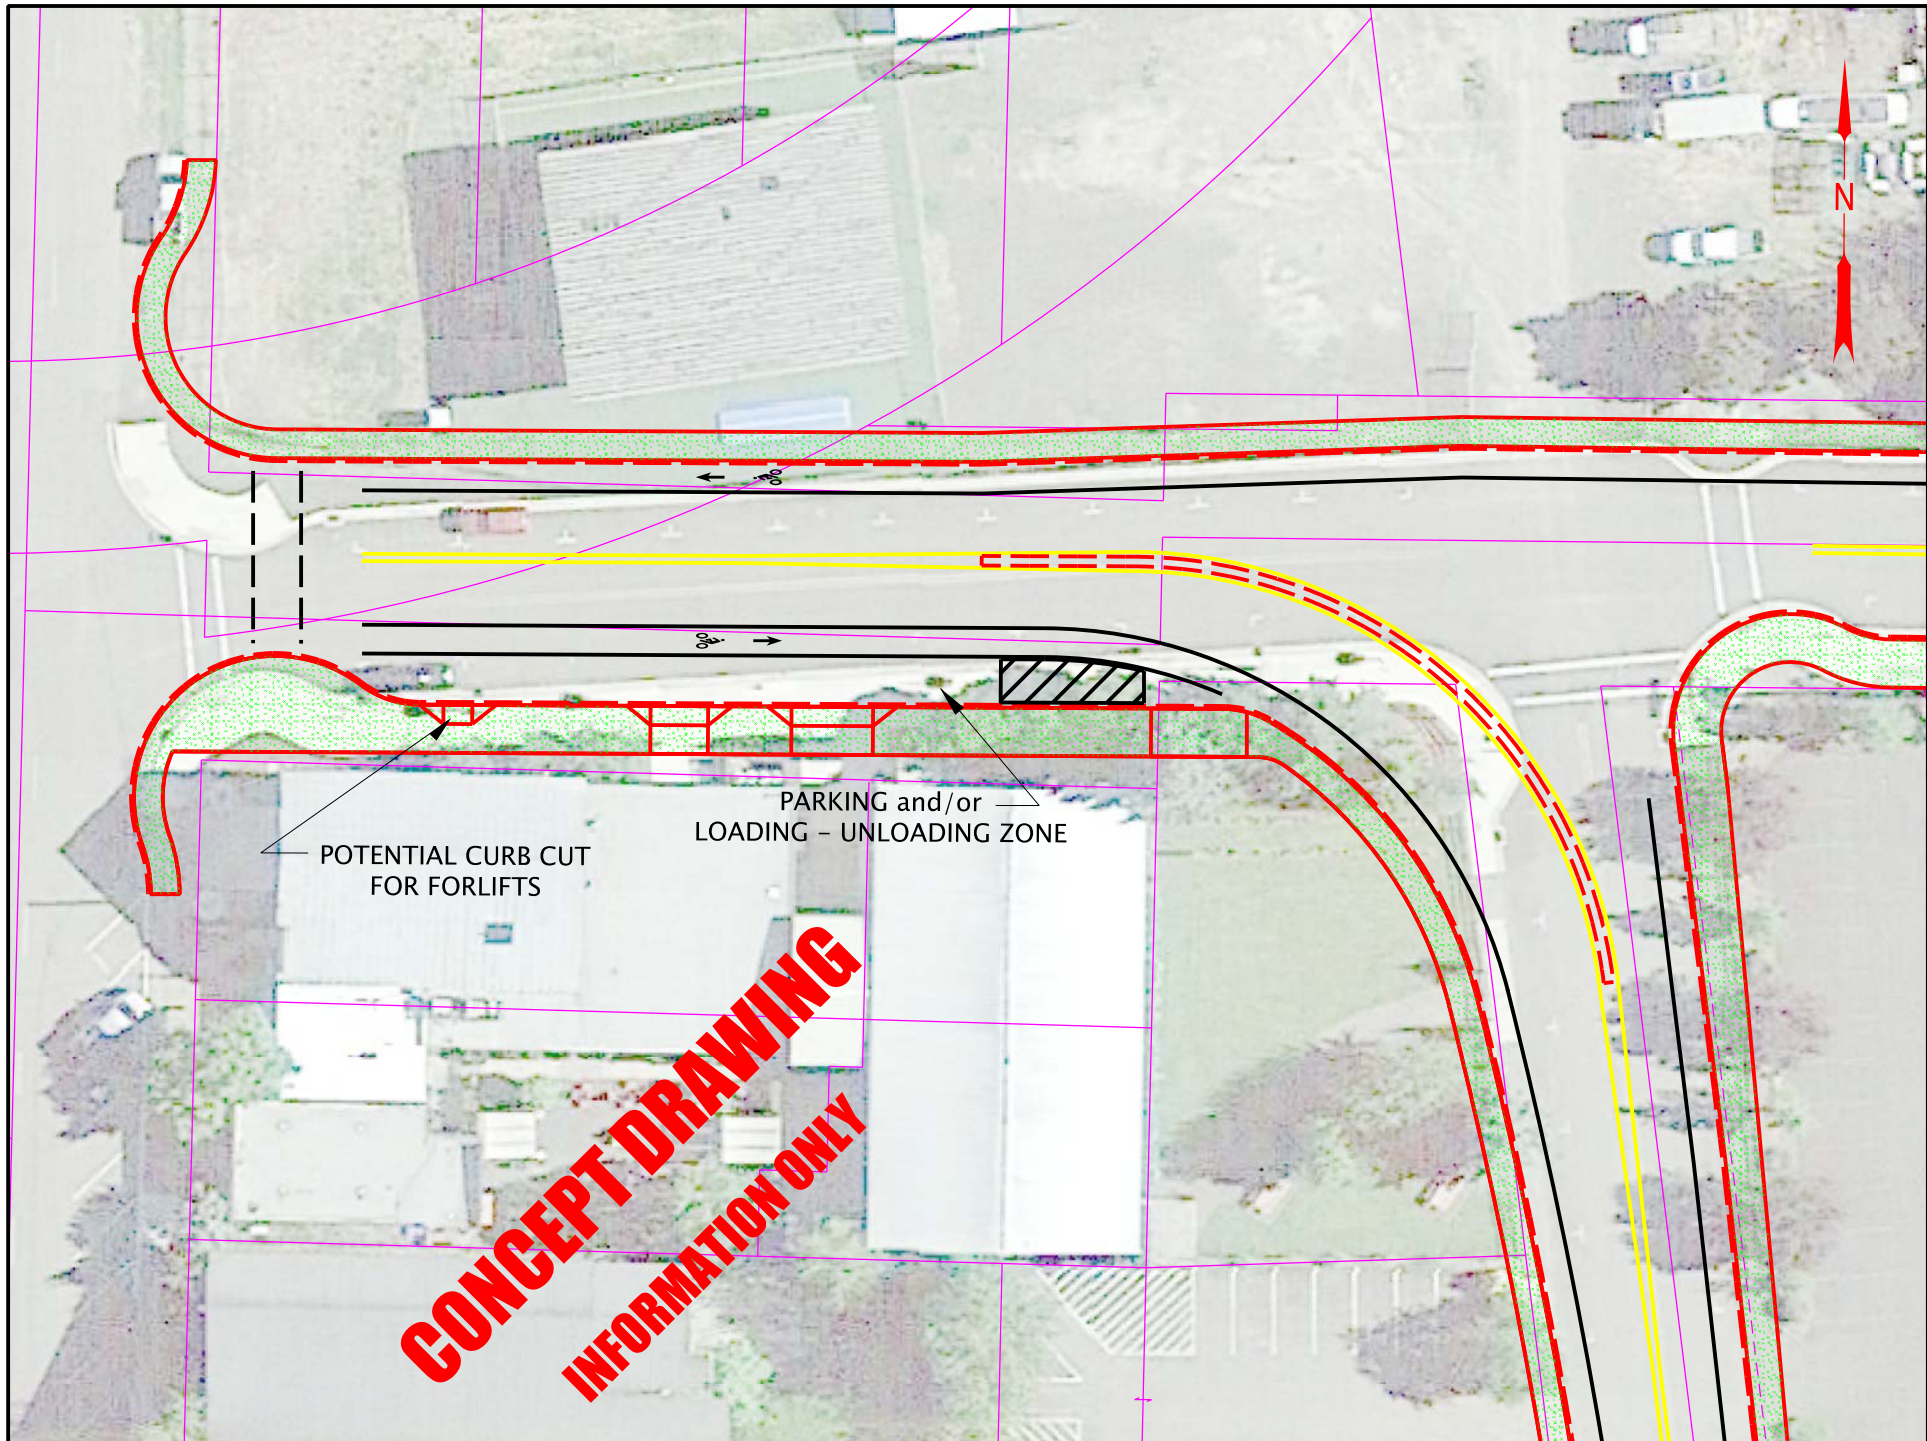 N
PARKING and/or
LOADING - UNLOADING ZONE
POTENTIAL CURB CUT
FOR FORLIFTS
CONCEPT DRAWING
INFORMATION ONLY